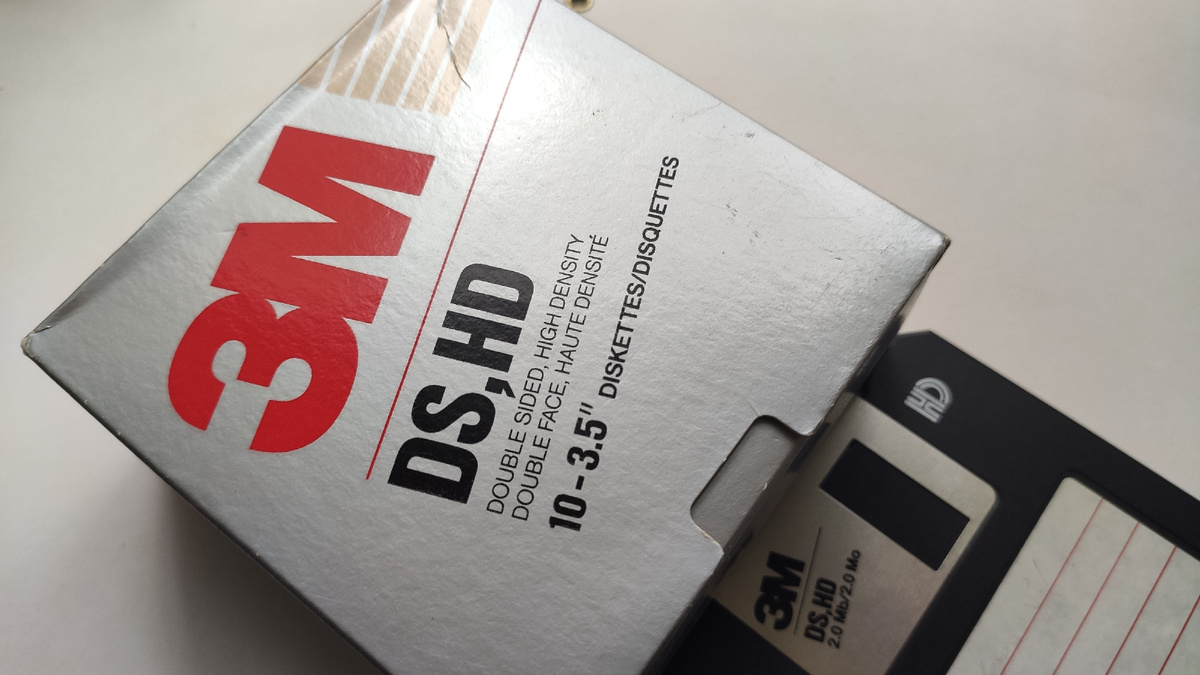 3M
DS,HD
DOUBLE SIDED, HIGH DENSITY
DOUBLE FACE, HAUTE DENSITÉ
10 - 3.5" DISKETTES/DISQUETTES
HD
3M
DS,HD
2.0 Mb/2.0 Mo